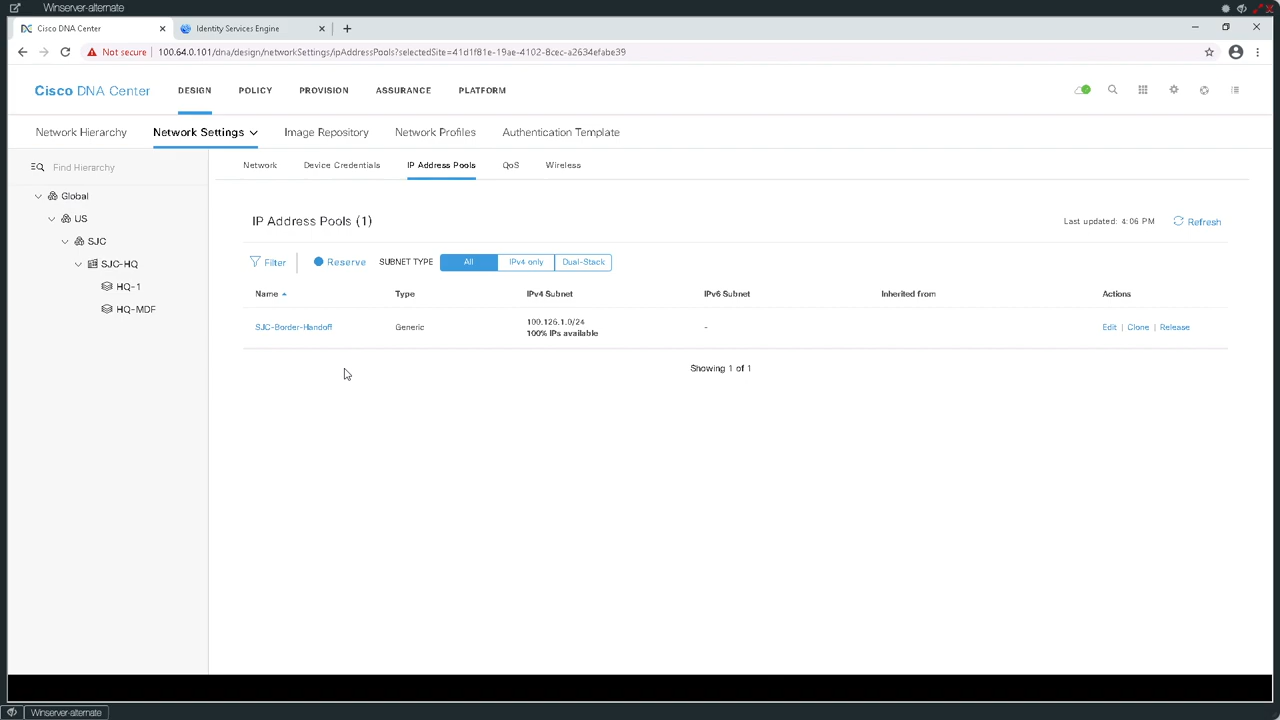 Winserver-alternate
Cisco DNA Center
Identity Services Engine
Not secure
100.64.0.101/dna/design/networkSettings/ipAddressPools?selectedSite=41d1f81e-19ae-4102-8cec-a2634efabe39
Cisco DNA Center
DESIGN
POLICY
PROVISION
ASSURANCE
PLATFORM
Network Hierarchy
Network Settings
Image Repository
Network Profiles
Authentication Template
Find Hierarchy
Global
US
SJC
SJC-HQ
HQ-1
HQ-MDF
Network
Device Credentials
IP Address Pools
QoS
Wireless
IP Address Pools (1)
Last updated: 4:06 PM
Refresh
Filter
Reserve
SUBNET TYPE
All
IPv4 only
Dual-Stack
Name
Type
IPv4 Subnet
IPv6 Subnet
Inherited from
Actions
SJC-Border-Handoff
Generic
100.126.1.0/24
100% IPs available
-
Edit | Clone | Release
Showing 1 of 1
Winserver-alternate